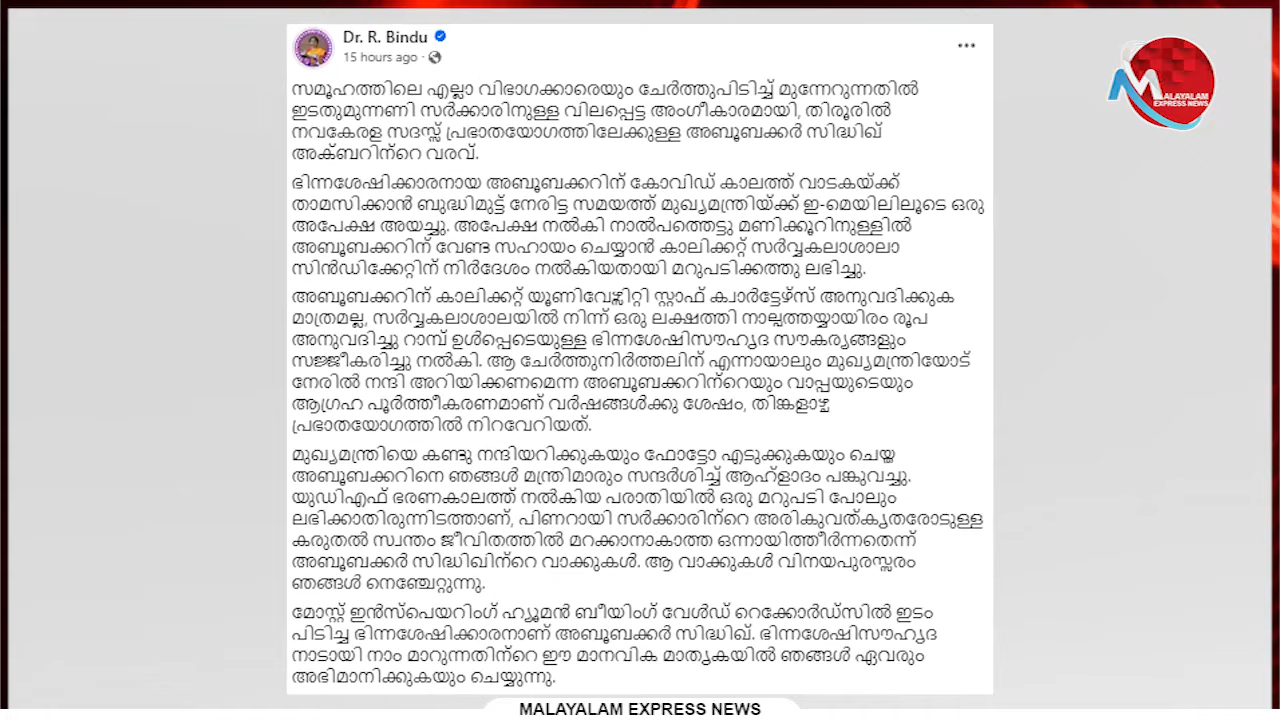 Dr. R. Bindu
15 hours ago ·
സമൂഹത്തിലെ എല്ലാ വിഭാഗക്കാരെയും ചേർത്തുപിടിച്ച് മുന്നേറുന്നതിൽ
ഇടതുമുന്നണി സർക്കാരിനുള്ള വിലപ്പെട്ട അംഗീകാരമായി, തിരൂരിൽ
നവകേരള സദസ്സ് പ്രഭാതയോഗത്തിലേക്കുള്ള അബൂബക്കർ സിദ്ധിഖ്
അക്ബറിന്റെ വരവ്.
ഭിന്നശേഷിക്കാരനായ അബൂബക്കറിന് കോവിഡ് കാലത്ത് വാടകയ്ക്ക്
താമസിക്കാൻ ബുദ്ധിമുട്ട് നേരിട്ട സമയത്ത് മുഖ്യമന്ത്രിയ്ക്ക് ഇ-മെയിലിലൂടെ ഒരു
അപേക്ഷ അയച്ചു. അപേക്ഷ നൽകി നാൽപത്തെട്ടു മണിക്കൂറിനുള്ളിൽ
അബൂബക്കറിന് വേണ്ട സഹായം ചെയ്യാൻ കാലിക്കറ്റ് സർവ്വകലാശാലാ
സിൻഡിക്കേറ്റിന് നിർദേശം നൽകിയതായി മറുപടിക്കത്തു ലഭിച്ചു.
അബൂബക്കറിന് കാലിക്കറ്റ് യൂണിവേഴ്സിറ്റി സ്റ്റാഫ് ക്വാർട്ടേഴ്സ് അനുവദിക്കുക
മാത്രമല്ല, സർവ്വകലാശാലയിൽ നിന്ന് ഒരു ലക്ഷത്തി നാല്പത്തയ്യായിരം രൂപ
അനുവദിച്ചു റാമ്പ് ഉൾപ്പെടെയുള്ള ഭിന്നശേഷിസൗഹൃദ സൗകര്യങ്ങളും
സജ്ജീകരിച്ചു നൽകി. ആ ചേർത്തുനിർത്തലിന് എന്നായാലും മുഖ്യമന്ത്രിയോട്
നേരിൽ നന്ദി അറിയിക്കണമെന്ന അബൂബക്കറിന്റെയും വാപ്പയുടെയും
ആഗ്രഹ പൂർത്തീകരണമാണ് വർഷങ്ങൾക്കു ശേഷം, തിങ്കളാഴ്ച
പ്രഭാതയോഗത്തിൽ നിറവേറിയത്.
മുഖ്യമന്ത്രിയെ കണ്ടു നന്ദിയറിക്കുകയും ഫോട്ടോ എടുക്കുകയും ചെയ്ത
അബൂബക്കറിനെ ഞങ്ങൾ മന്ത്രിമാരും സന്ദർശിച്ച് ആഹ്ളാദം പങ്കുവച്ചു.
യുഡിഎഫ് ഭരണകാലത്ത് നൽകിയ പരാതിയിൽ ഒരു മറുപടി പോലും
ലഭിക്കാതിരുന്നിടത്താണ്, പിണറായി സർക്കാരിന്റെ അരികുവത്കൃതരോടുള്ള
കരുതൽ സ്വന്തം ജീവിതത്തിൽ മറക്കാനാകാത്ത ഒന്നായിത്തീർന്നതെന്ന്
അബൂബക്കർ സിദ്ധിഖിന്റെ വാക്കുകൾ. ആ വാക്കുകൾ വിനയപുരസ്സരം
ഞങ്ങൾ നെഞ്ചേറ്റുന്നു.
മോസ്റ്റ് ഇൻസ്പെയറിംഗ് ഹ്യൂമൻ ബീയിംഗ് വേൾഡ് റെക്കോർഡ്സിൽ ഇടം
പിടിച്ച ഭിന്നശേഷിക്കാരനാണ് അബൂബക്കർ സിദ്ധിഖ്. ഭിന്നശേഷിസൗഹൃദ
നാടായി നാം മാറുന്നതിന്റെ ഈ മാനവിക മാതൃകയിൽ ഞങ്ങൾ ഏവരും
അഭിമാനിക്കുകയും ചെയ്യുന്നു.
MALAYALAM
EXPRESS NEWS
MALAYALAM EXPRESS NEWS